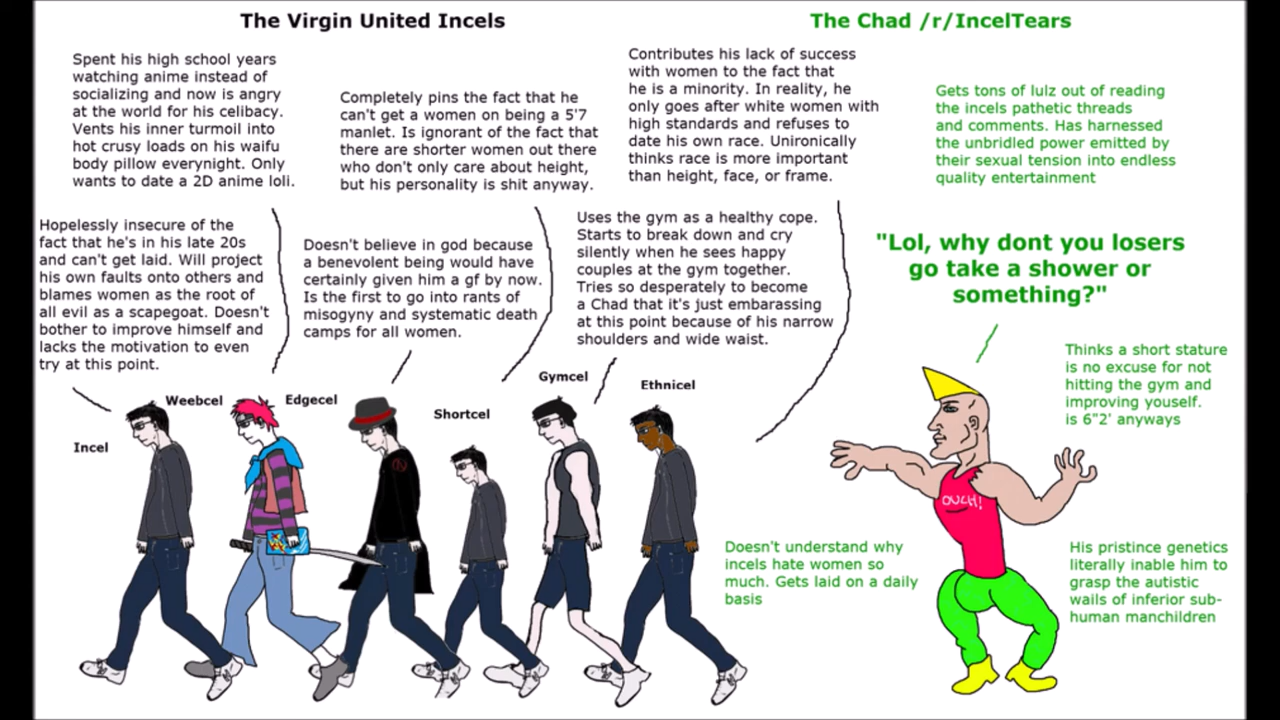 The Virgin United Incels
The Chad /r/IncelTears
Spent his high school years
watching anime instead of
socializing and now is angry
at the world for his celibacy.
Vents his inner turmoil into
hot crusy loads on his waifu
body pillow everynight. Only
wants to date a 2D anime loli.
Completely pins the fact that he
can't get a women on being a 5'7
manlet. Is ignorant of the fact that
there are shorter women out there
who don't only care about height,
but his personality is shit anyway.
Contributes his lack of success
with women to the fact that
he is a minority. In reality, he
only goes after white women with
high standards and refuses to
date his own race. Unironically
thinks race is more important
than height, face, or frame.
Gets tons of lulz out of reading
the incels pathetic threads
and comments. Has harnessed
the unbridled power emitted by
their sexual tension into endless
quality entertainment
Hopelessly insecure of the
fact that he's in his late 20s
and can't get laid. Will project
his own faults onto others and
blames women as the root of
all evil as a scapegoat. Doesn't
bother to improve himself and
lacks the motivation to even
try at this point.
Doesn't believe in god because
a benevolent being would have
certainly given him a gf by now.
Is the first to go into rants of
misogyny and systematic death
camps for all women.
Uses the gym as a healthy cope.
Starts to break down and cry
silently when he sees happy
couples at the gym together.
Tries so desperately to become
a Chad that it's just embarassing
at this point because of his narrow
shoulders and wide waist.
"Lol, why dont you losers
go take a shower or
something?"
Thinks a short stature
is no excuse for not
hitting the gym and
improving youself.
is 6"2' anyways
Incel
Weebcel
Edgecel
Shortcel
Gymcel
Ethnicel
OUCH!
Doesn't understand why
incels hate women so
much. Gets laid on a daily
basis
His pristince genetics
literally inable him to
grasp the autistic
wails of inferior sub-
human manchildren